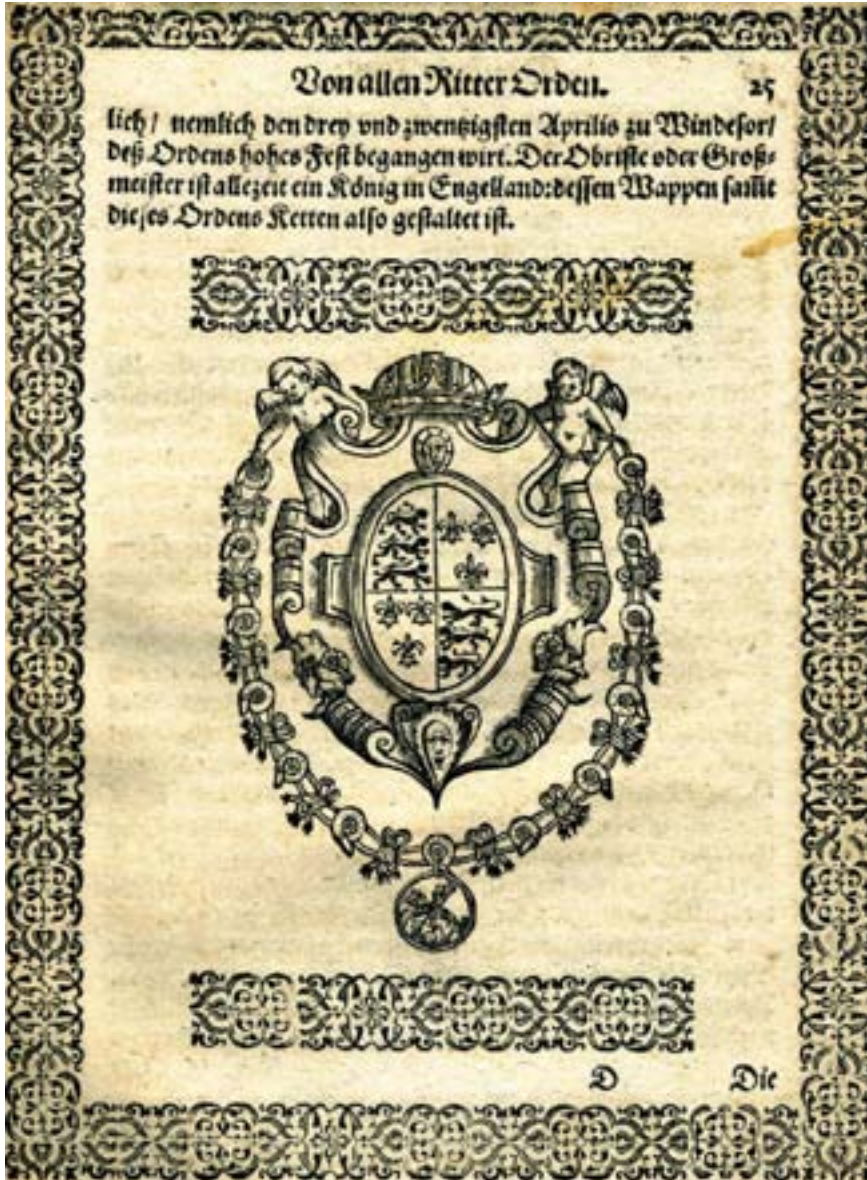 Von allen Ritter Orden. 25
lich/ nemlich den drey vnd zwentzigsten Aprilis zu Windesor/
deß Ordens hohes Fest begangen wirt. Der Obriste oder Groß-
meister ist allezeit ein König in Engelland: dessen Wappen sam̃t
dieses Ordens Ketten also gestaltet ist.
D Die